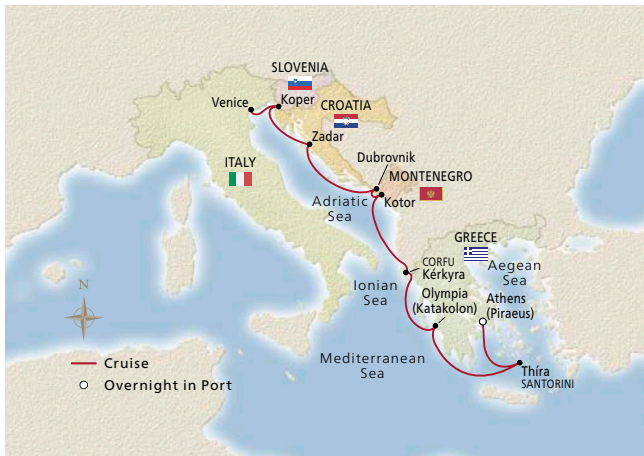 SLOVENIA
Venice
Koper
CROATIA
Zadar
ITALY
Dubrovnik
MONTENEGRO
Adriatic
Sea
Kotor
GREECE
CORFU
Kérkyra
Aegean
Sea
Ionian
Sea
Olympia
(Katakolon)
Athens
(Piraeus)
N
Mediterranean
Sea
Cruise
Overnight in Port
Thíra
SANTORINI